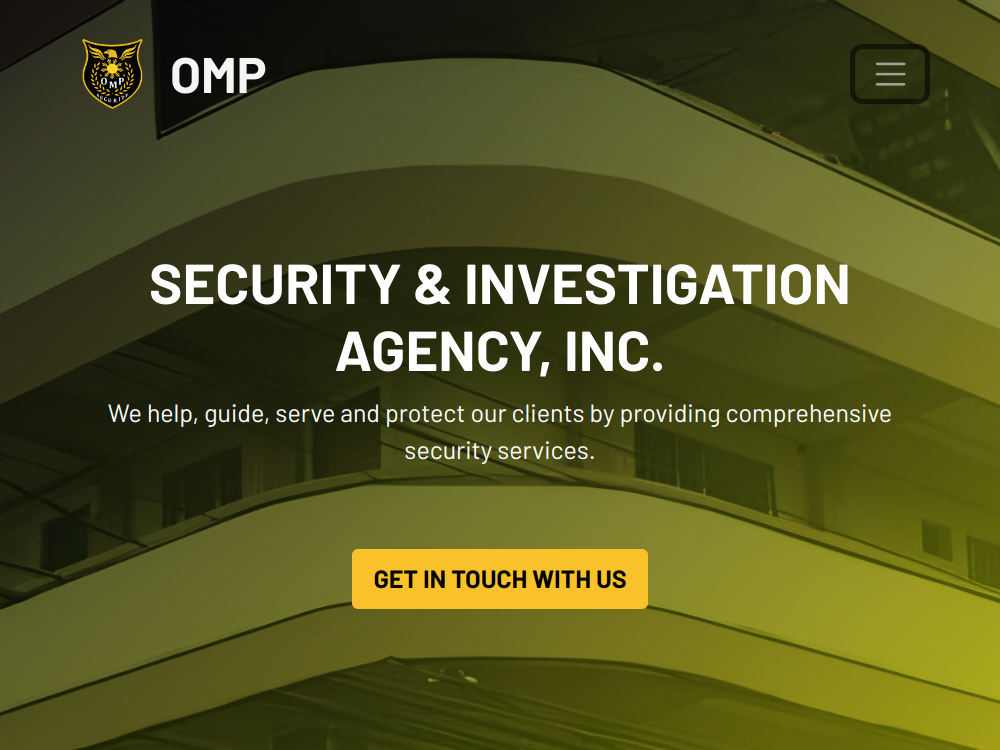 OMP
SECURITY
OMP
SECURITY & INVESTIGATION
AGENCY, INC.
We help, guide, serve and protect our clients by providing comprehensive
security services.
GET IN TOUCH WITH US